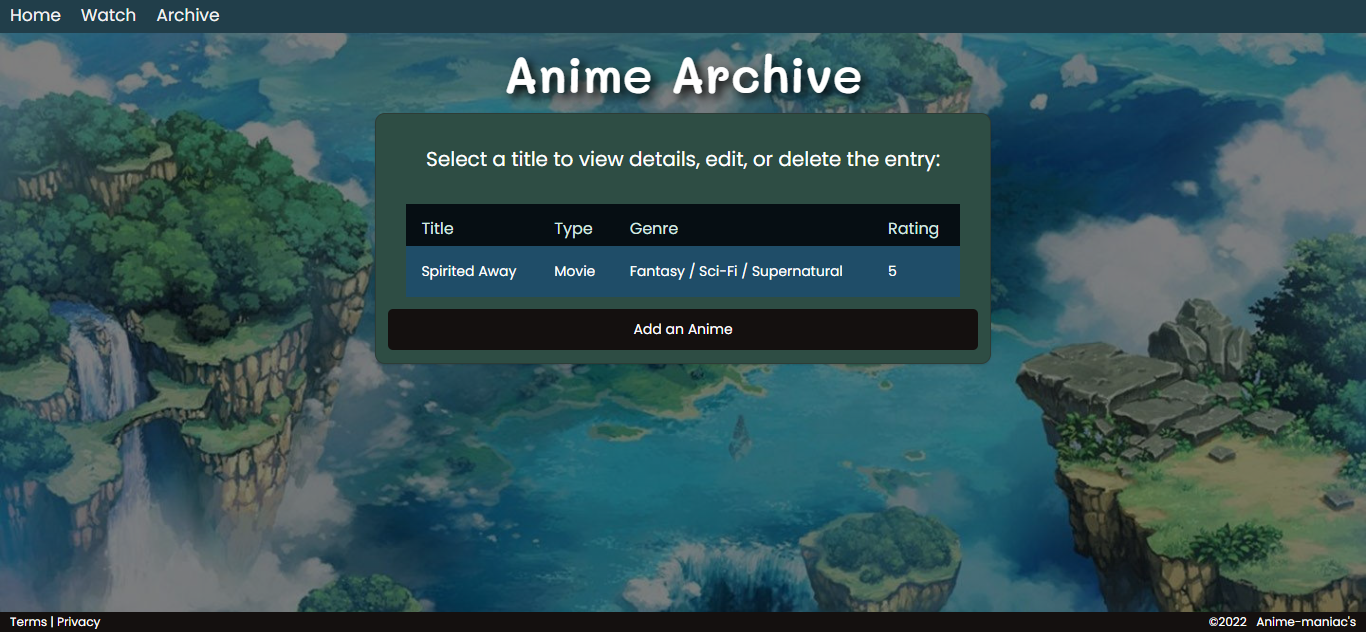 Home Watch Archive
Anime Archive
Select a title to view details, edit, or delete the entry:
Title Type Genre Rating
Spirited Away Movie Fantasy / Sci-Fi / Supernatural 5
Add an Anime
Terms | Privacy ©2022 Anime-maniac's